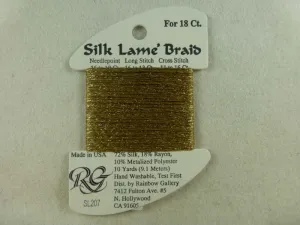 For 18 Ct.
Silk Lame' Braid
Needlepoint Long Stitch Cross Stitch
Made in USA
72% Silk, 18% Rayon,
10% Metalized Polyester
10 Yards (9.1 Meters)
Hand Washable, Test First
Dist. by Rainbow Gallery
7412 Fulton Ave. #5
N. Hollywood
CA 91605
RG
SL207